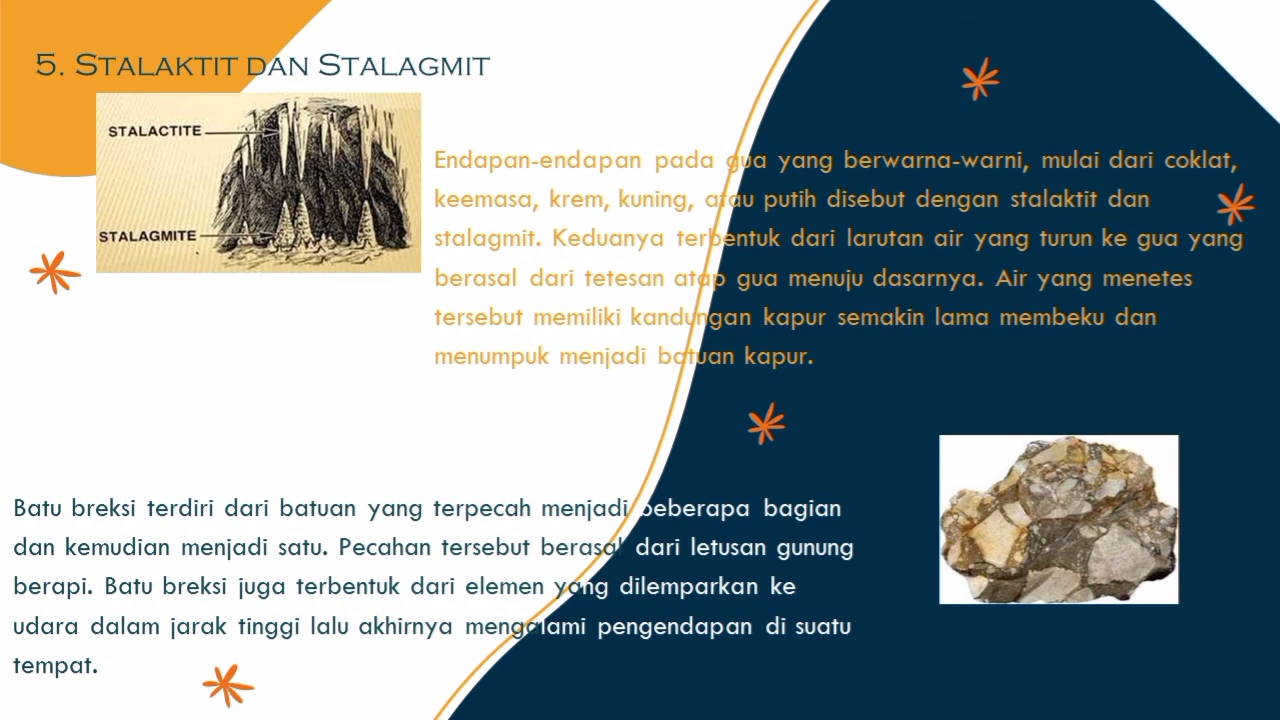 5. Stalaktit dan Stalagmit
STALACTITE
STALAGMITE
Endapan-endapan pada gua yang berwarna-warni, mulai dari coklat,
keemasa, krem, kuning, atau putih disebut dengan stalaktit dan
stalagmit. Keduanya terbentuk dari larutan air yang turun ke gua yang
berasal dari tetesan atap gua menuju dasarnya. Air yang menetes
tersebut memiliki kandungan kapur semakin lama membeku dan
menumpuk menjadi batuan kapur.
Batu breksi terdiri dari batuan yang terpecah menjadi beberapa bagian
dan kemudian menjadi satu. Pecahan tersebut berasal dari letusan gunung
berapi. Batu breksi juga terbentuk dari elemen yang dilemparkan ke
udara dalam jarak tinggi lalu akhirnya mengalami pengendapan di suatu
tempat.